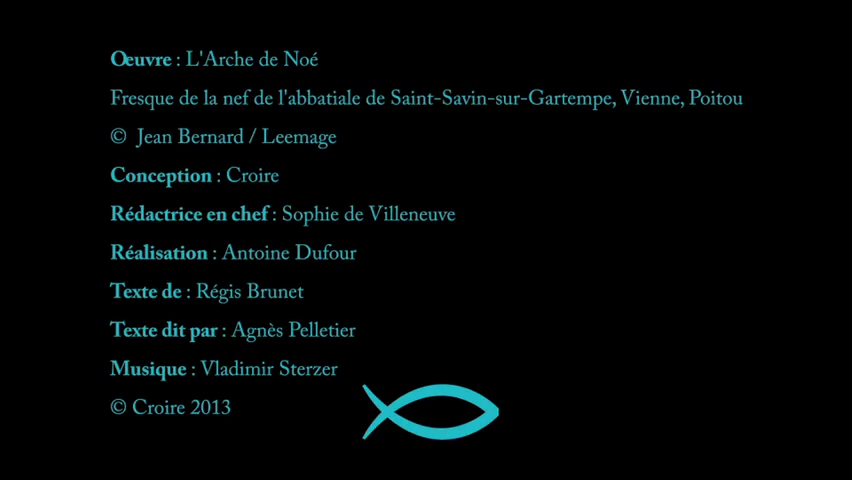 Œuvre : L'Arche de Noé
Fresque de la nef de l'abbatiale de Saint-Savin-sur-Gartempe, Vienne, Poitou
© Jean Bernard / Leemage
Conception : Croire
Rédactrice en chef : Sophie de Villeneuve
Réalisation : Antoine Dufour
Texte de : Régis Brunet
Texte dit par : Agnès Pelletier
Musique : Vladimir Sterzer
© Croire 2013